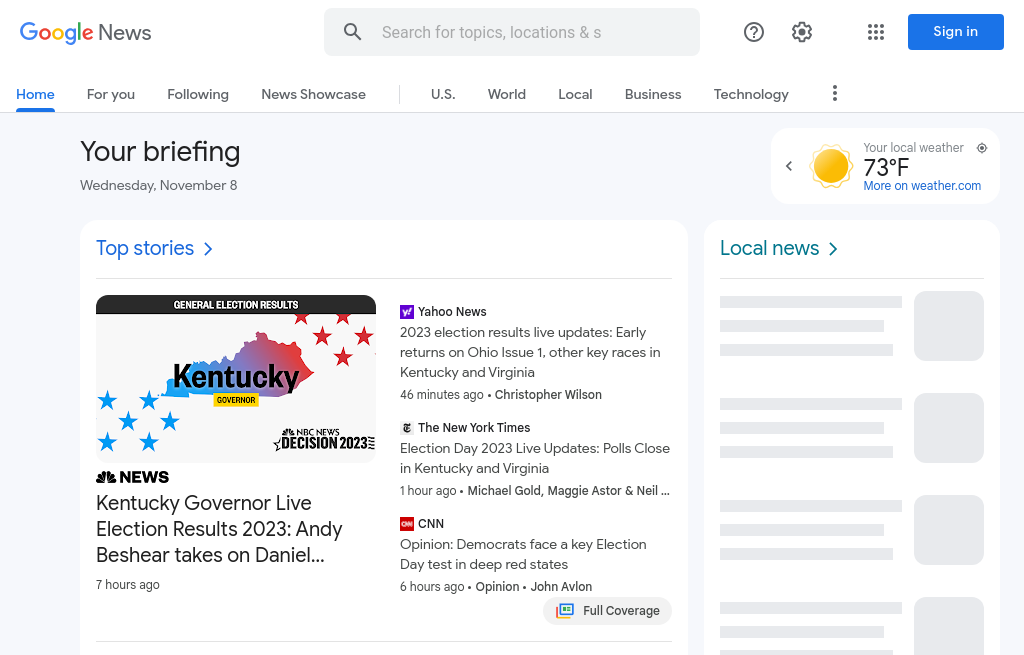 Google News
Search for topics, locations & s
Sign in
Home
For you
Following
News Showcase
U.S.
World
Local
Business
Technology
Your briefing
Wednesday, November 8
Your local weather
73°F
More on weather.com
Top stories
GENERAL ELECTION RESULTS
Kentucky
GOVERNOR
NBC NEWS
DECISION 2023
NEWS
Kentucky Governor Live
Election Results 2023: Andy
Beshear takes on Daniel...
7 hours ago
Yahoo News
2023 election results live updates: Early
returns on Ohio Issue 1, other key races in
Kentucky and Virginia
46 minutes ago • Christopher Wilson
The New York Times
Election Day 2023 Live Updates: Polls Close
in Kentucky and Virginia
1 hour ago • Michael Gold, Maggie Astor & Neil ...
CNN
CNN
Opinion: Democrats face a key Election
Day test in deep red states
6 hours ago • Opinion • John Avlon
Full Coverage
Local news